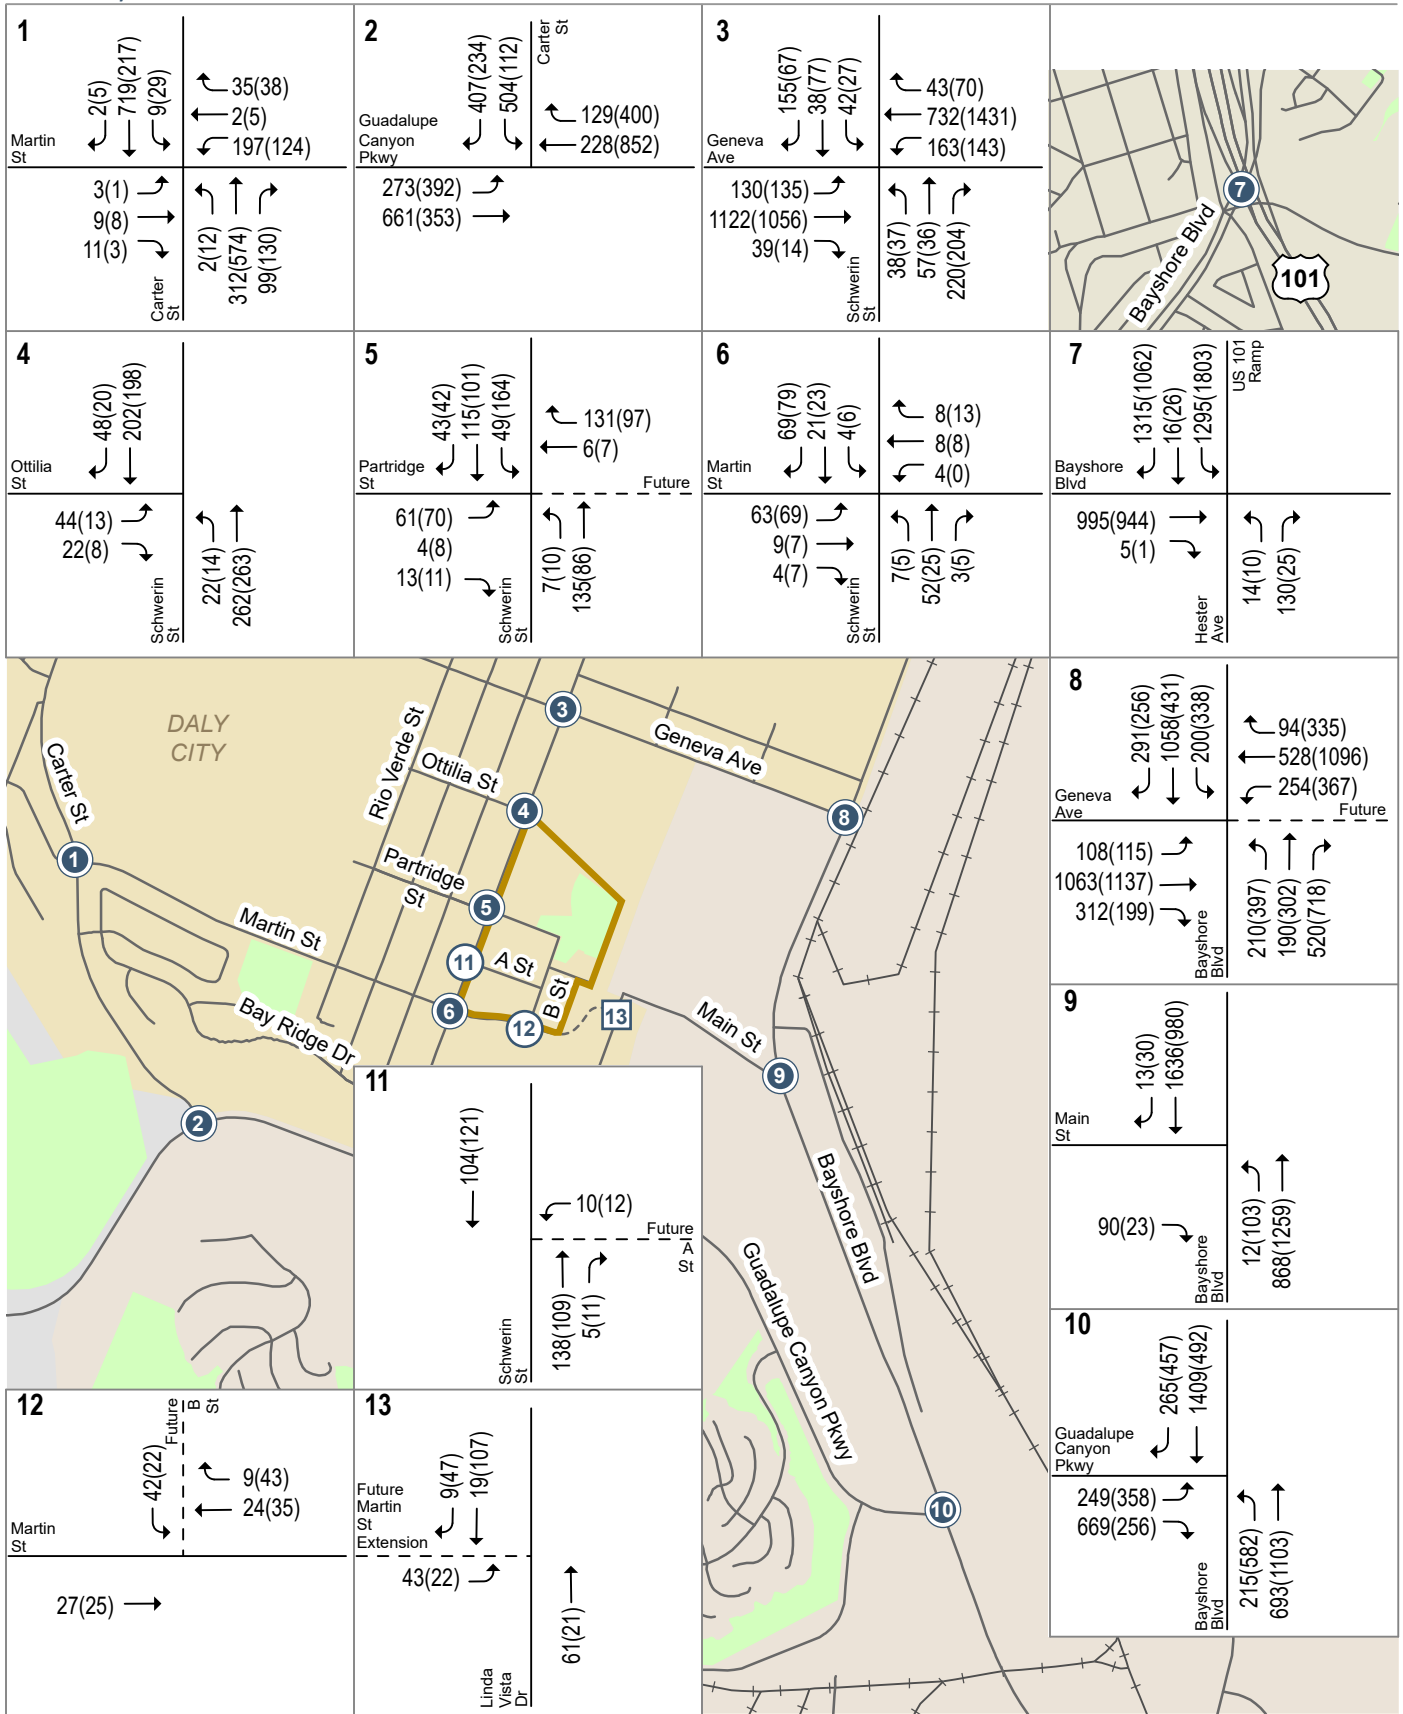 1
2(5)
719(217)
9(29)
35(38)
2(5)
197(124)
Martin
St
3(1)
9(8)
11(3)
2(12)
312(574)
99(130)
Carter
St
2
407(234)
504(112)
Carter
St
129(400)
228(852)
Guadalupe
Canyon
Pkwy
273(392)
661(353)
3
155(67)
38(77)
42(27)
43(70)
732(1431)
163(143)
Geneva
Ave
130(135)
1122(1056)
39(14)
38(37)
57(36)
220(204)
Schwerin
St
7
Bayshore Blvd
101
4
48(20)
202(198)
Ottilia
St
44(13)
22(8)
22(14)
262(263)
Schwerin
St
5
43(42)
115(101)
49(164)
131(97)
6(7)
Partridge
St
Future
61(70)
4(8)
13(11)
7(10)
135(86)
Schwerin
St
6
69(79)
21(23)
4(6)
8(13)
8(8)
4(0)
Martin
St
63(69)
9(7)
4(7)
7(5)
52(25)
3(5)
Schwerin
St
7
1315(1062)
16(26)
1295(1803)
US 101
Ramp
Bayshore
Blvd
995(944)
5(1)
14(10)
130(25)
Hester
Ave
8
291(256)
1058(431)
200(338)
94(335)
528(1096)
254(367)
Geneva
Ave
Future
108(115)
1063(1137)
312(199)
210(397)
190(302)
520(718)
Bayshore
Blvd
9
13(30)
1636(980)
Main
St
90(23)
12(103)
868(1259)
Bayshore
Blvd
10
265(457)
1409(492)
Guadalupe
Canyon
Pkwy
249(358)
669(256)
215(582)
693(1103)
Bayshore
Blvd
DALY
CITY
Carter St
Rio Verde St
Ottilia St
Geneva Ave
Partridge
St
Martin St
A St
B St
Bay Ridge Dr
Main St
Bayshore Blvd
Guadalupe Canyon Pkwy
3
4
8
1
5
11
6
12
13
9
2
10
11
104(121)
10(12)
Future
A
St
138(109)
5(11)
Schwerin
St
12
42(22)
Future
B
St
9(43)
24(35)
Martin
St
27(25)
13
9(47)
19(107)
Future
Martin
St
Extension
43(22)
61(21)
Linda
Vista
Dr